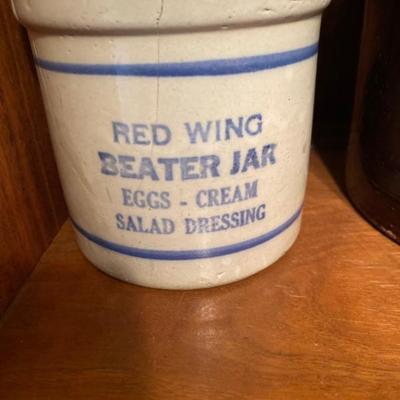 RED WING
BEATER JAR
EGGS - CREAM
SALAD DRESSING